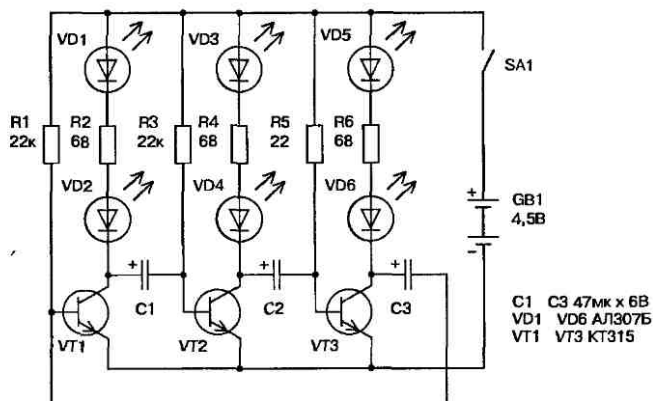 VD1 VD3 VD5
SA1
R1 R2 R3 R4 R5 R6
22к 68 22к 68 22 68
VD2 VD4 VD6
+ GB1
4,5В
-
+ + +
C1 C2 C3
VT1 VT2 VT3
C1 C3 47мк х 6В
VD1 VD6 АЛ307Б
VT1 VT3 КТ315